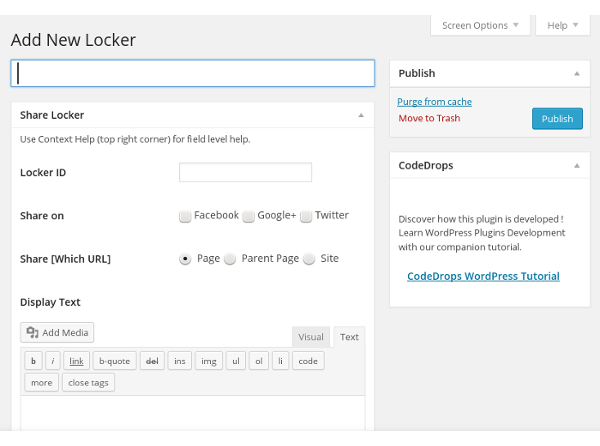 Screen Options
Help
Add New Locker
Share Locker
Use Context Help (top right corner) for field level help.
Locker ID
Share on
Facebook Google+ Twitter
Share [Which URL]
Page Parent Page Site
Display Text
Add Media
Visual Text
b i link b-quote del ins img ul ol li code
more close tags
Publish
Purge from cache
Move to Trash
Publish
CodeDrops
Discover how this plugin is developed !
Learn WordPress Plugins Development
with our companion tutorial.
CodeDrops WordPress Tutorial